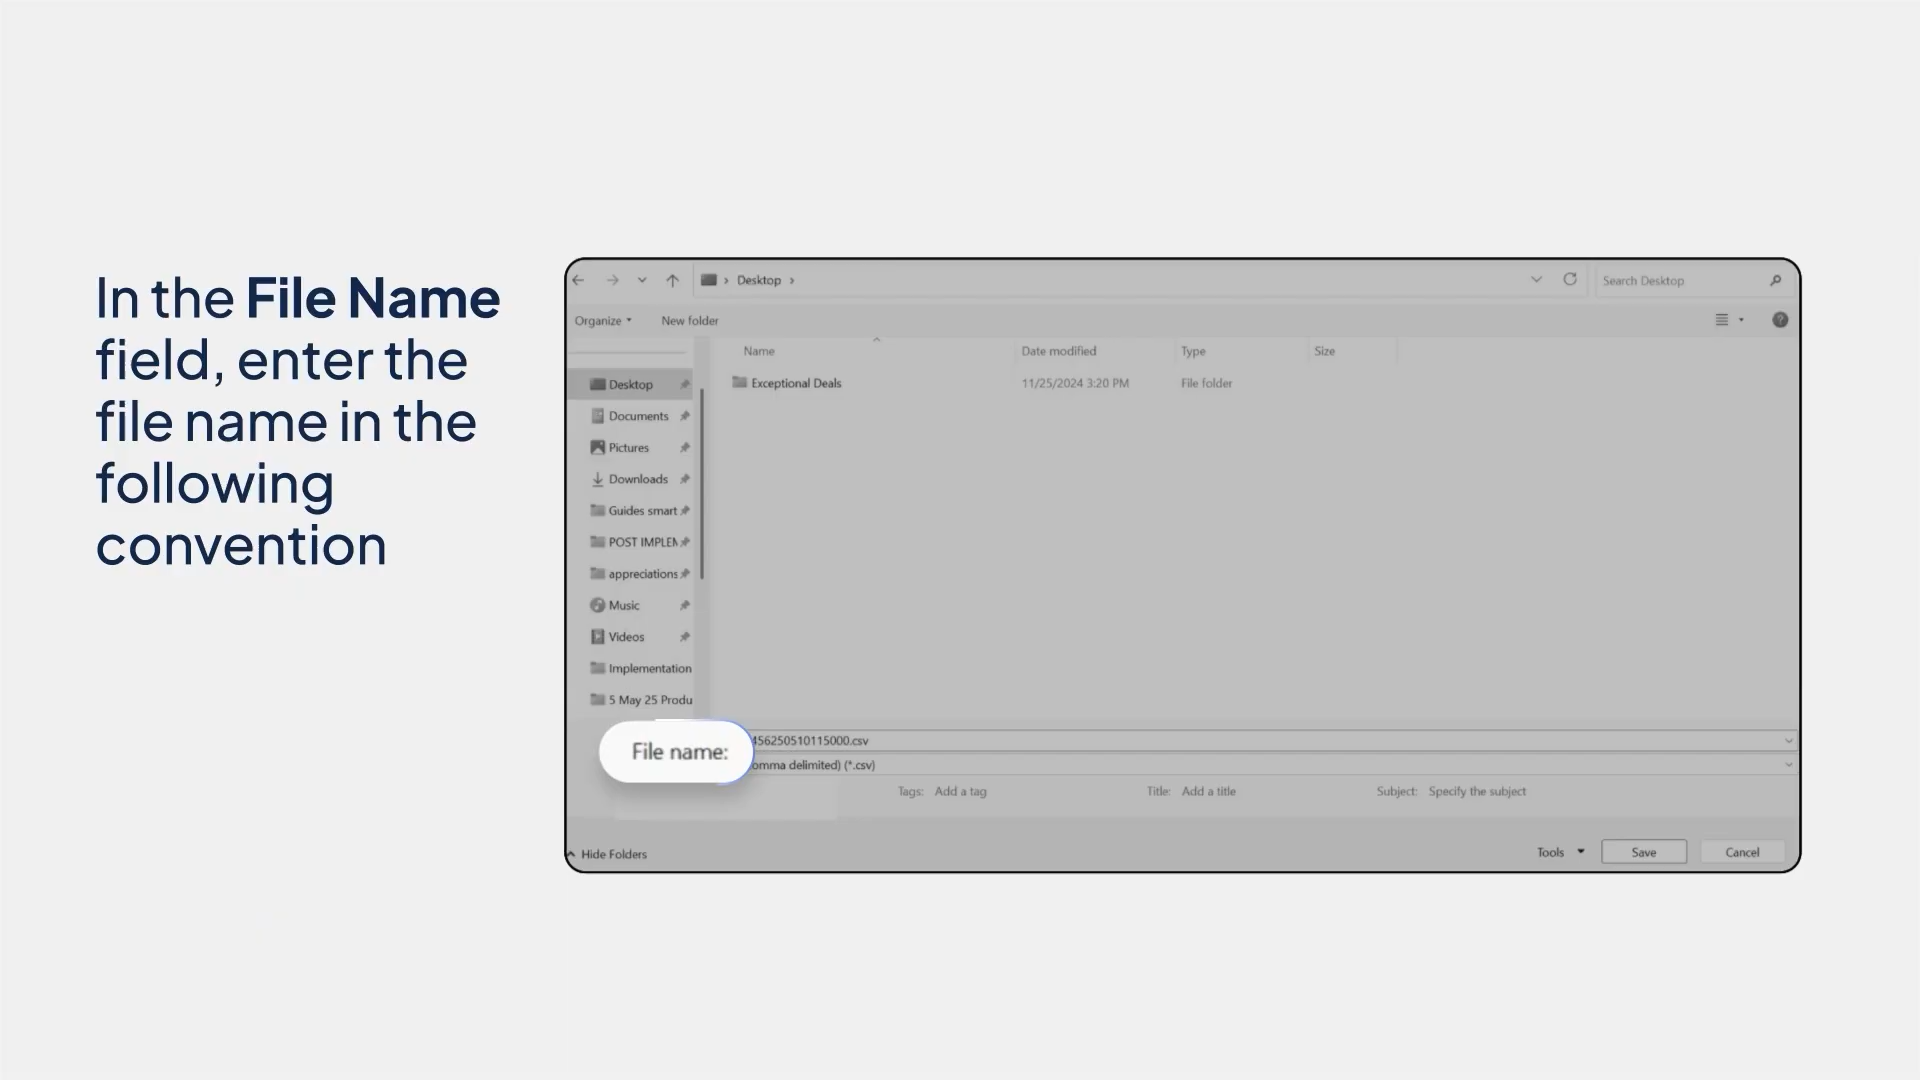 In the File Name
field, enter the
file name in the
following
convention
Desktop
Search Desktop
Organize
New folder
Name
Date modified
Type
Size
Desktop
Exceptional Deals
11/25/2024 3:20 PM
File folder
Documents
Pictures
Downloads
Guides smart
POST IMPLEM
appreciations
Music
Videos
Implementation
5 May 25 Produ
File name:
456250510115000.csv
omma delimited) (*.csv)
Tags: Add a tag
Title: Add a title
Subject: Specify the subject
Hide Folders
Tools
Save
Cancel